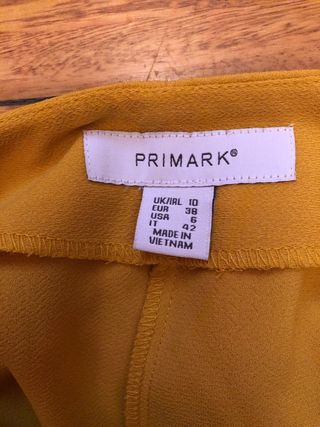 PRIMARK®
UK/IRL 10
EUR 38
USA 6
IT 42
MADE IN
VIETNAM